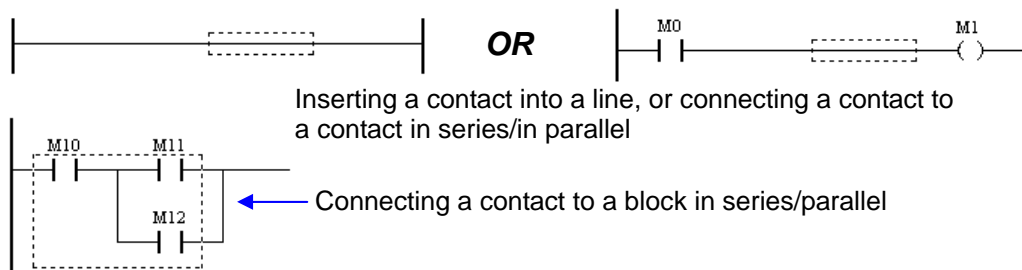 OR
M0
M1
Inserting a contact into a line, or connecting a contact to
a contact in series/in parallel
M10
M11
Connecting a contact to a block in series/parallel
M12